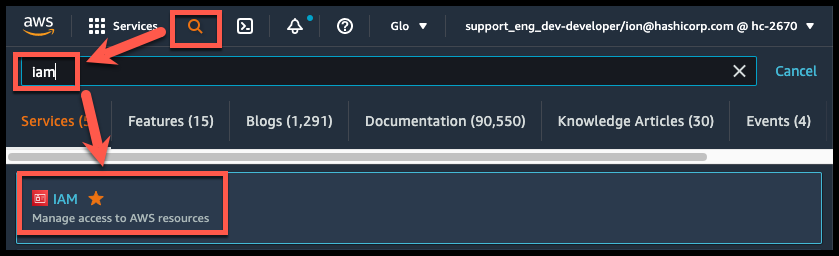 aws Services Glo support_eng_dev-developer/ion@hashicorp.com @ hc-2670
iam Cancel
Services (5 Features (15) Blogs (1,291) Documentation (90,550) Knowledge Articles (30) Events (4)
IAM
Manage access to AWS resources